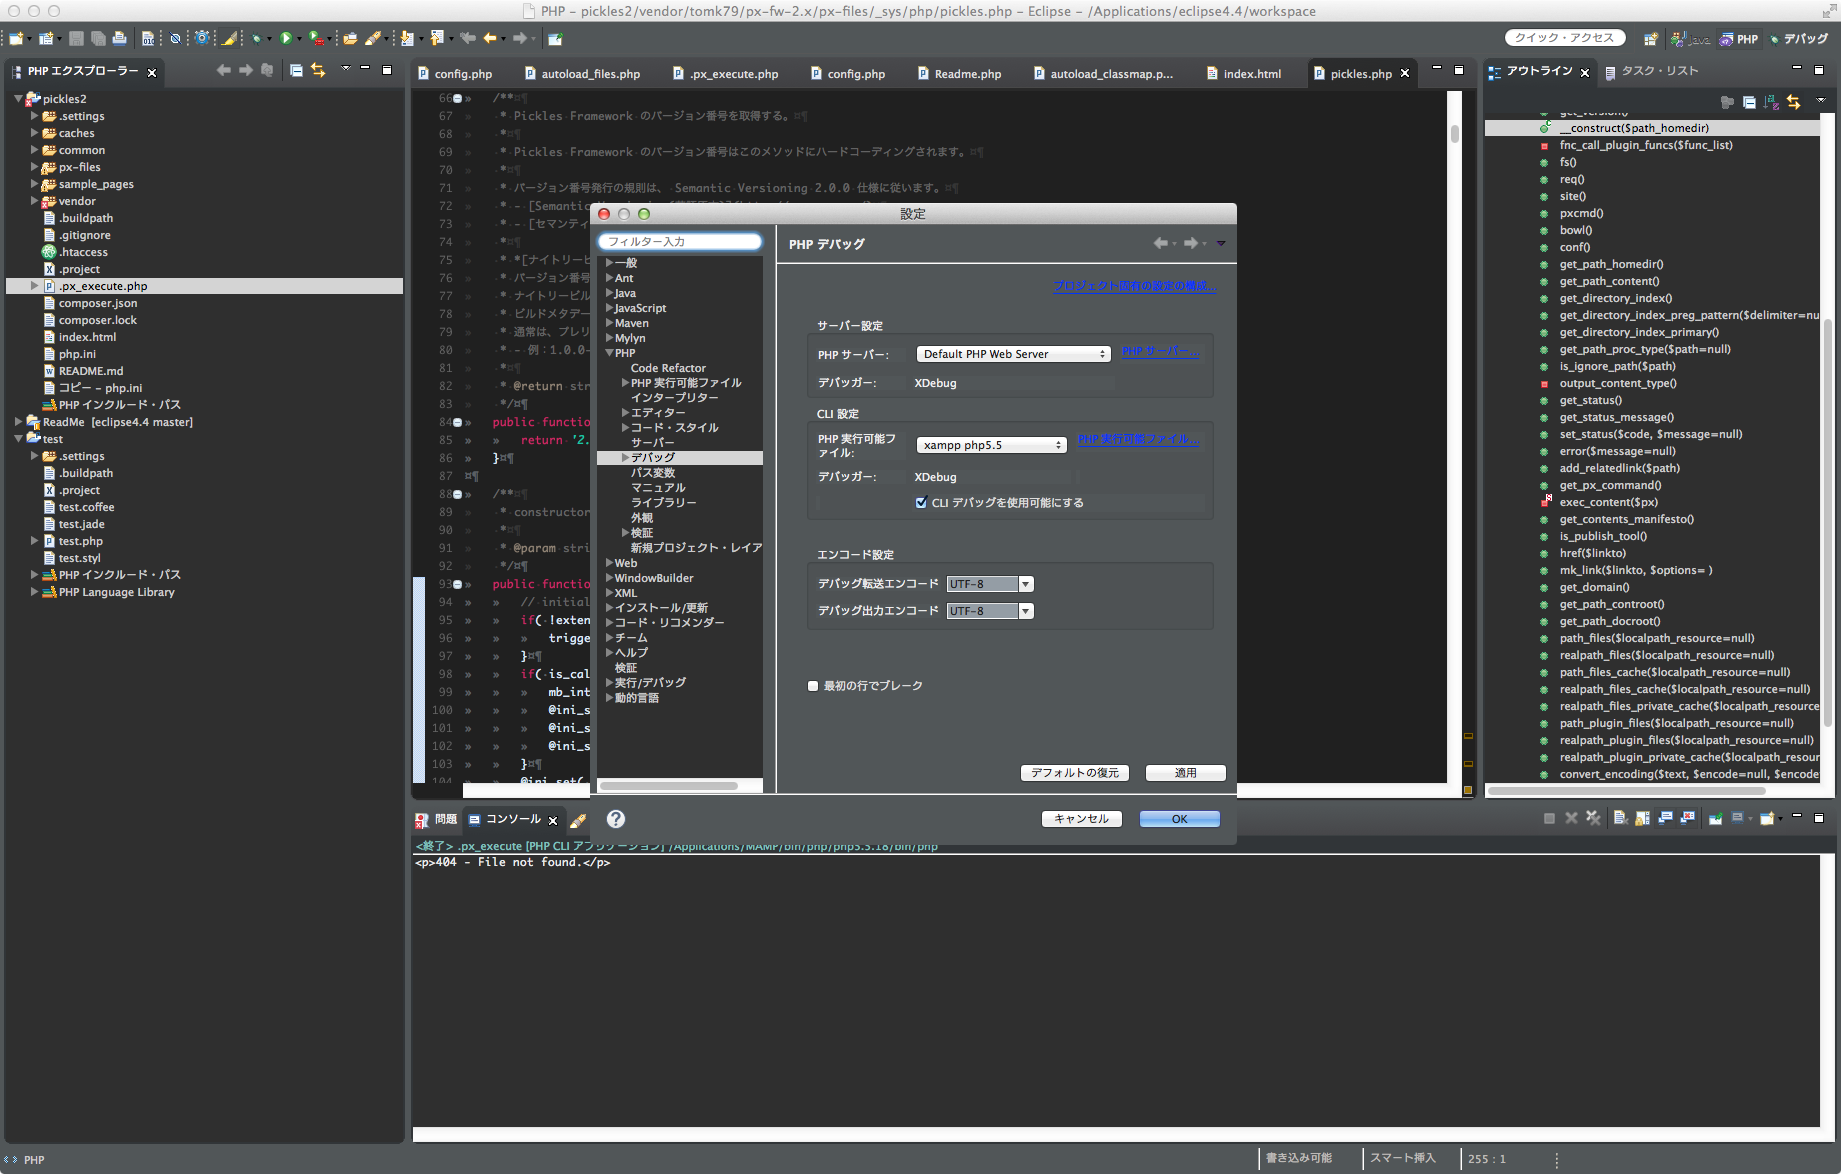 PHP – pickles2/vendor/tomk79/px-fw-2.x/px-files/_sys/php/pickles.php – Eclipse – /Applications/eclipse4.4/workspace
クイック・アクセス
Java
PHP
デバッグ
PHP エクスプローラー
pickles2
.settings
caches
common
px-files
sample_pages
vendor
.buildpath
.gitignore
.htaccess
.project
.px_execute.php
composer.json
composer.lock
index.html
php.ini
README.md
コピー – php.ini
PHP インクルード・パス
ReadMe [eclipse4.4 master]
test
.settings
.buildpath
.project
test.coffee
test.jade
test.php
test.styl
PHP インクルード・パス
PHP Language Library
config.php
autoload_files.php
.px_execute.php
config.php
Readme.php
autoload_classmap.p...
index.html
pickles.php
66 /**
67 * Pickles Framework のバージョン番号を取得する。
68 *
69 * Pickles Framework のバージョン番号はこのメソッドにハードコーディングされます。
70 *
71 * バージョン番号発行の規則は、 Semantic Versioning 2.0.0 仕様に従います。
72 * - [Semant
73 * - [セマンティ
74 *
75 * *[ナイトリービ
76 * バージョン番号
77 * ナイトリービル
78 * ビルドメタデー
79 * 通常は、プレリ
80 * - 例：1.0.0-
81 *
82 * @return str
83 */
84 public functio
85 return '2.
86 }
87
88 /**
89 * constructor
90 *
91 * @param stri
92 */
93 public functio
94 // initial
95 if( !exten
96 trigge
97 }
98 if( is_cal
99 mb_int
100 @ini_s
101 @ini_s
102 @ini_s
103 }
104 @ini_set(
設定
フィルター入力
一般
Ant
Java
JavaScript
Maven
Mylyn
PHP
Code Refactor
PHP 実行可能ファイル
インタープリター
エディター
コード・スタイル
サーバー
デバッグ
パス変数
マニュアル
ライブラリー
外観
検証
新規プロジェクト・レイア
Web
WindowBuilder
XML
インストール/更新
コード・リコメンダー
チーム
ヘルプ
検証
実行/デバッグ
動的言語
PHP デバッグ
プロジェクト固有の設定の構成...
サーバー設定
PHP サーバー: Default PHP Web Server PHP サーバー...
デバッガー: XDebug
CLI 設定
PHP 実行可能ファイル: xampp php5.5 PHP 実行可能ファイル...
デバッガー: XDebug
CLI デバッグを使用可能にする
エンコード設定
デバッグ転送エンコード UTF-8
デバッグ出力エンコード UTF-8
最初の行でブレーク
デフォルトの復元
適用
キャンセル
OK
アウトライン
タスク・リスト
get_version()
__construct($path_homedir)
fnc_call_plugin_funcs($func_list)
fs()
req()
site()
pxcmd()
bowl()
conf()
get_path_homedir()
get_path_content()
get_directory_index()
get_directory_index_preg_pattern($delimiter=nu
get_directory_index_primary()
get_path_proc_type($path=null)
is_ignore_path($path)
output_content_type()
get_status()
get_status_message()
set_status($code, $message=null)
error($message=null)
add_relatedlink($path)
get_px_command()
exec_content($px)
get_contents_manifesto()
is_publish_tool()
href($linkto)
mk_link($linkto, $options= )
get_domain()
get_path_controot()
get_path_docroot()
path_files($localpath_resource=null)
realpath_files($localpath_resource=null)
path_files_cache($localpath_resource=null)
realpath_files_cache($localpath_resource=null)
realpath_files_private_cache($localpath_resource
path_plugin_files($localpath_resource=null)
realpath_plugin_files($localpath_resource=null)
realpath_plugin_private_cache($localpath_resour
convert_encoding($text, $encode=null, $encode
問題
コンソール
<終了> .px_execute [PHP CLI アプリケーション] /Applications/MAMP/bin/php/php5.5.18/bin/php
<p>404 - File not found.</p>
PHP
書き込み可能
スマート挿入
255 : 1